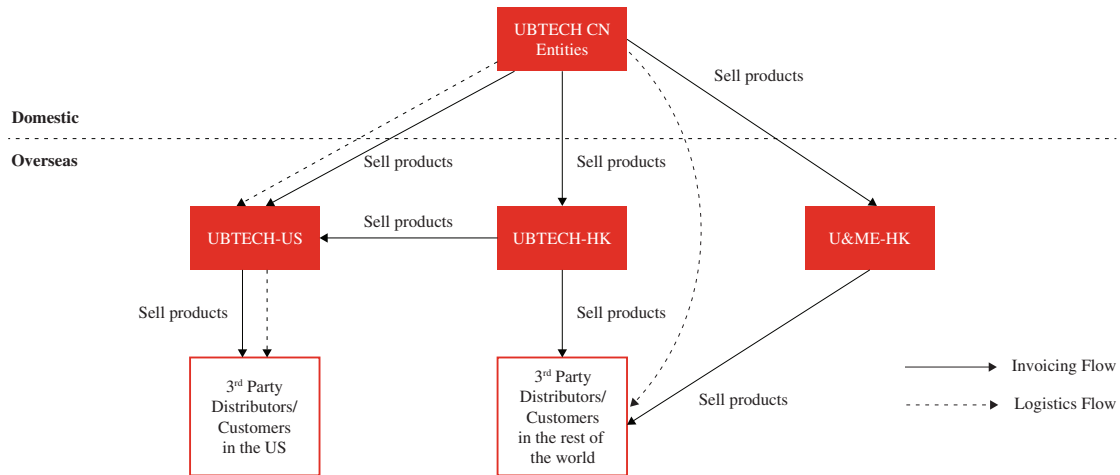 UBTECH CN
Entities
Sell products
Domestic
Overseas
Sell products
Sell products
UBTECH-US
Sell products
UBTECH-HK
U&ME-HK
Sell products
Sell products
3rd Party
Distributors/
Customers
in the US
3rd Party
Distributors/
Customers
in the rest of
the world
Sell products
Invoicing Flow
Logistics Flow